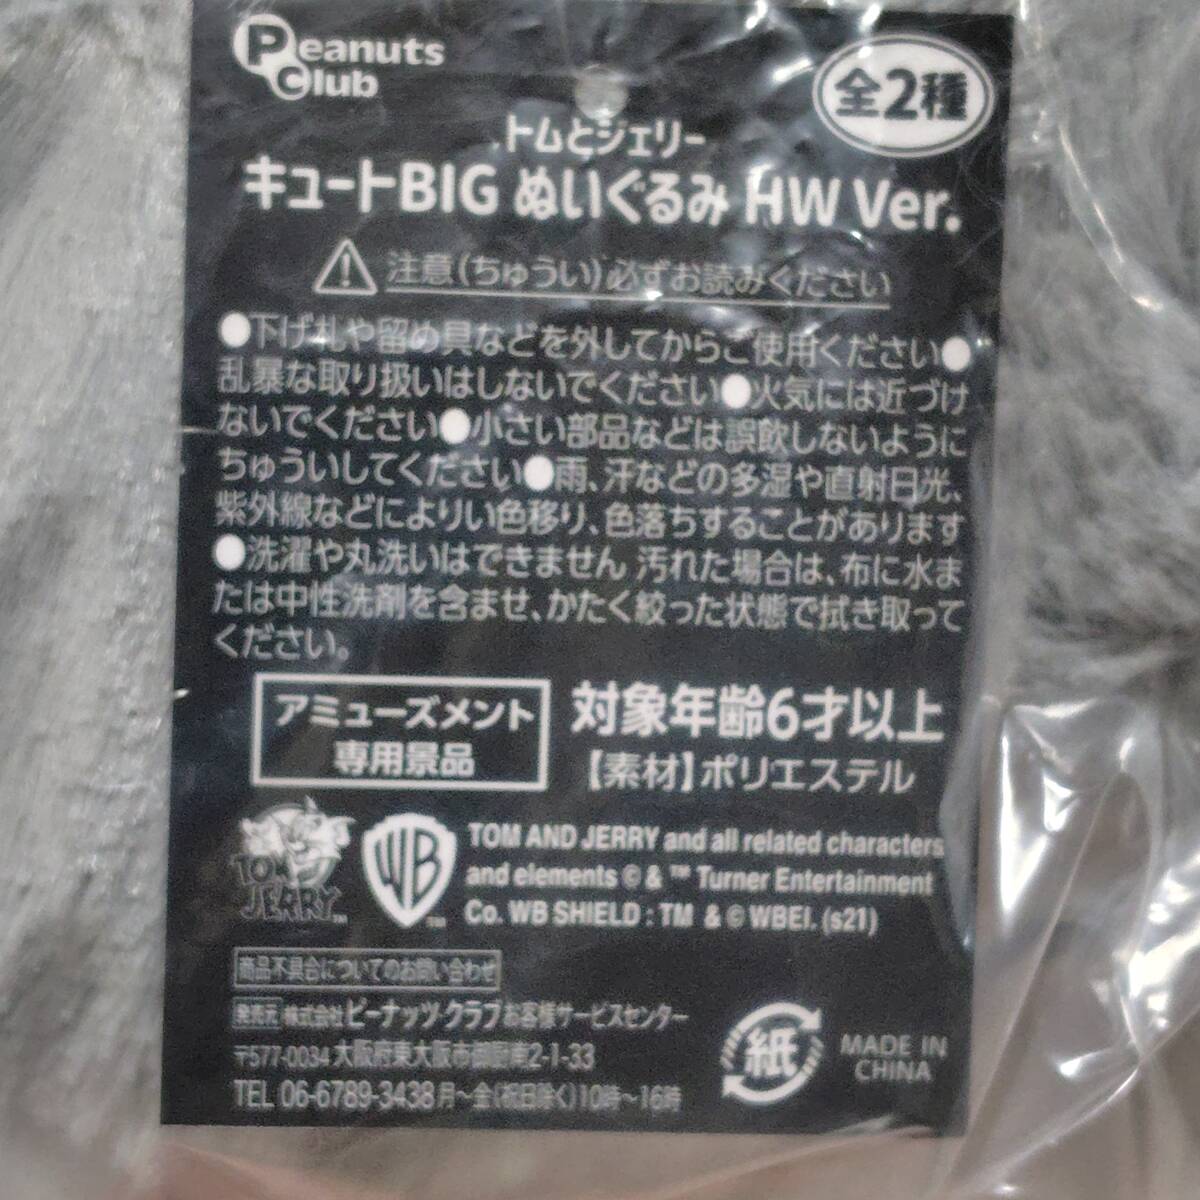 Peanuts Club
全2種
トムとジェリー
キュートBIG ぬいぐるみ HW Ver.
注意(ちゅうい)必ずお読みください
●下げ札や留め具などを外してからご使用ください●
乱暴な取り扱いはしないでください●火気には近づけ
ないでください●小さい部品などは誤飲しないように
ちゅういしてください●雨、汗などの多湿や直射日光、
紫外線などによりい色移り、色落ちすることがあります
●洗濯や丸洗いはできません 汚れた場合は、布に水ま
たは中性洗剤を含ませ、かたく絞った状態で拭き取って
ください。
アミューズメント
専用景品
対象年齢6才以上
【素材】ポリエステル
TOM AND JERRY™
WB™
TOM AND JERRY and all related characters
and elements © & ™ Turner Entertainment
Co. WB SHIELD : TM & © WBEI. (s21)
商品不具合についてのお問い合わせ
発売元 株式会社ピーナッツ・クラブお客様サービスセンター
〒577-0034 大阪府東大阪市御厨南2-1-33
TEL 06-6789-3438 月〜金(祝日除く)10時〜16時
紙
MADE IN
CHINA